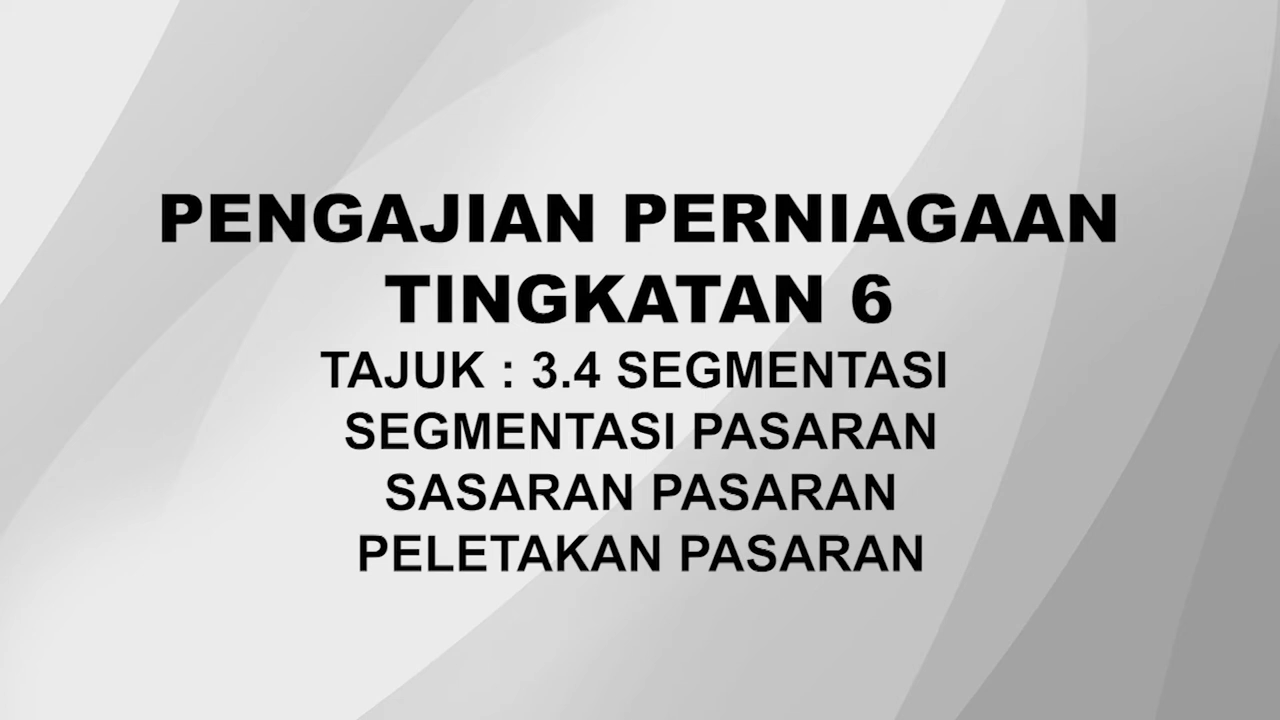 PENGAJIAN PERNIAGAAN
TINGKATAN 6
TAJUK : 3.4 SEGMENTASI
SEGMENTASI PASARAN
SASARAN PASARAN
PELETAKAN PASARAN